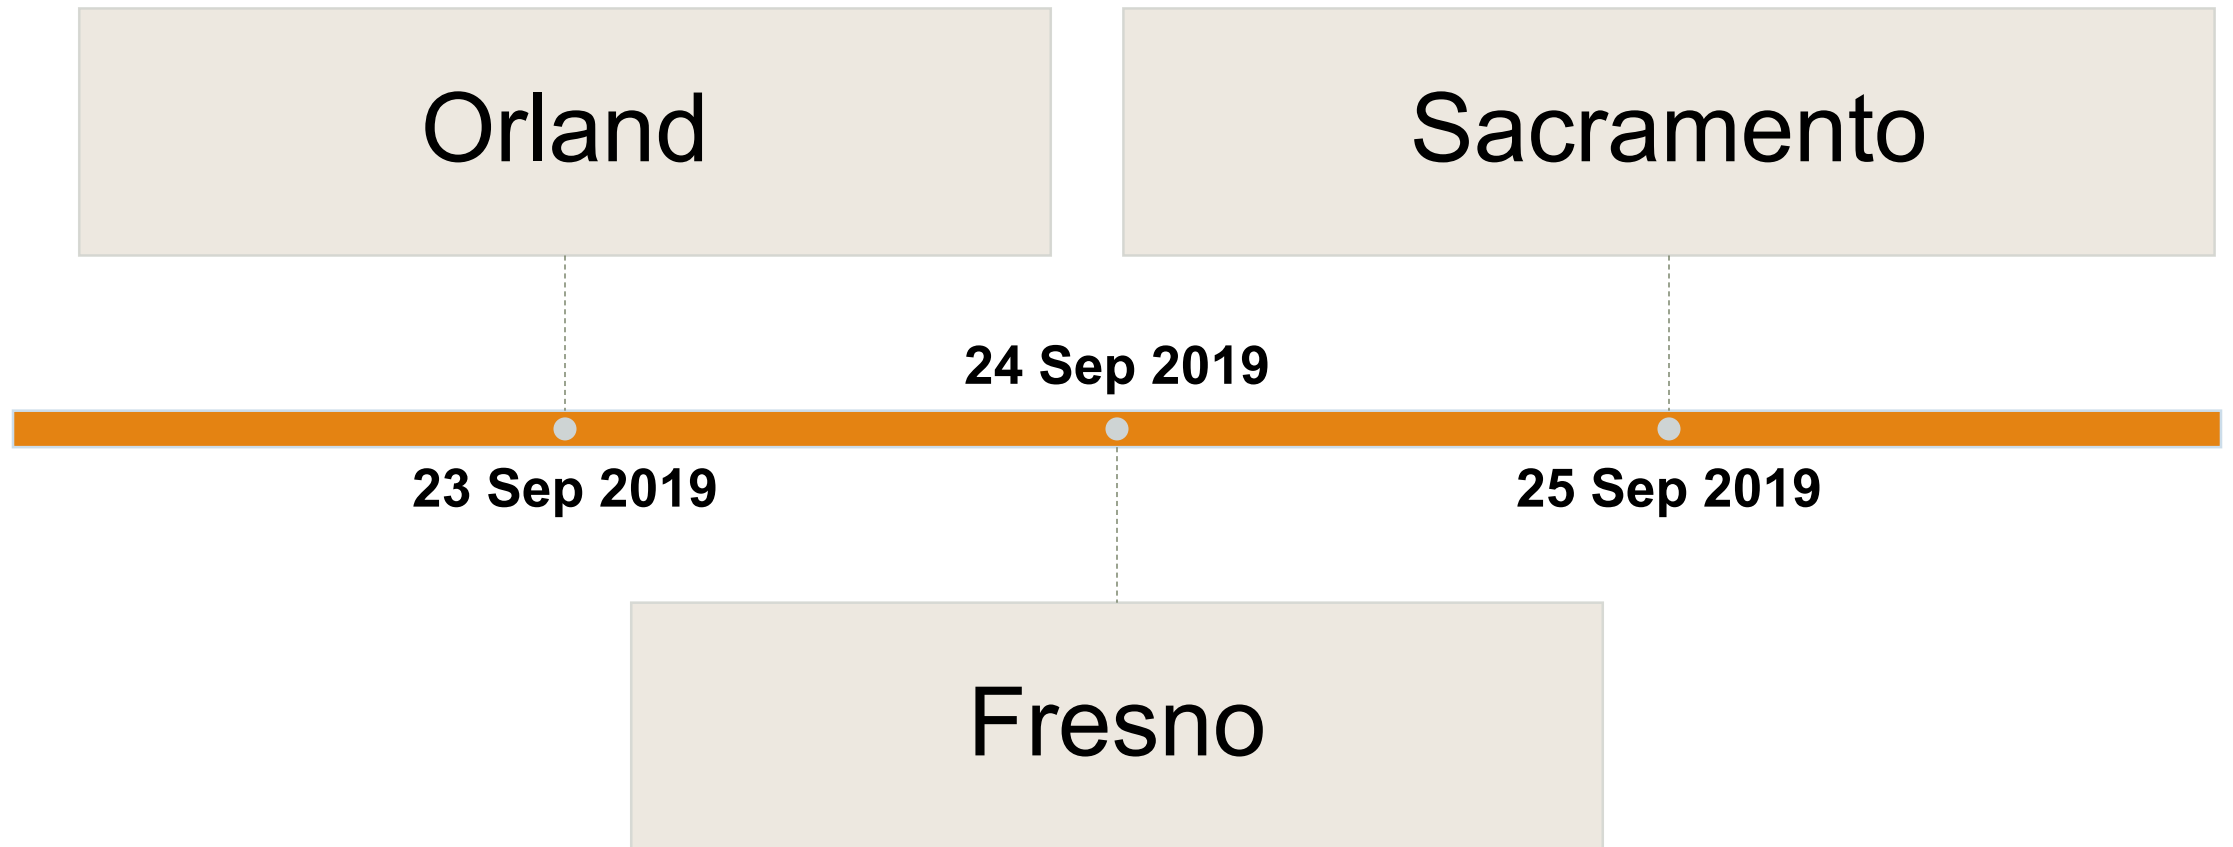 Orland
Sacramento
24 Sep 2019
23 Sep 2019
25 Sep 2019
Fresno